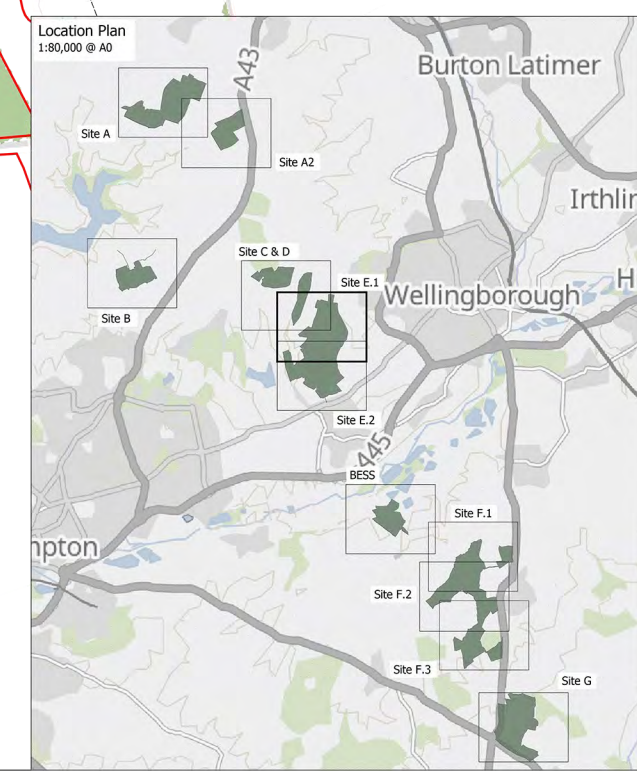 Location Plan
1:80,000 @ A0
A43
Burton Latimer
Site A
Site A2
Irthlir
Site C & D
Site E.1
H
Wellingborough
Site B
Site E.2
A45
BESS
Site F.1
mpton
Site F.2
Site F.3
Site G